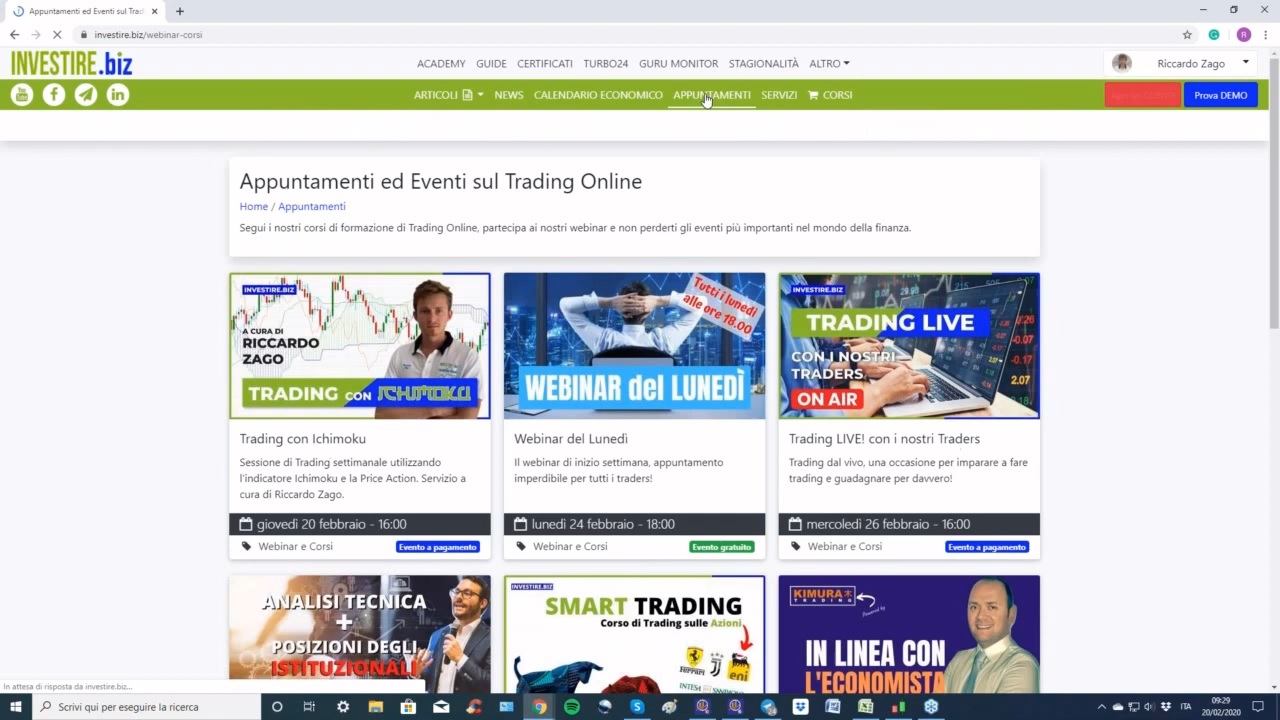 Appuntamenti ed Eventi sul Trad
investire.biz/webinar-corsi
INVESTIRE.biz
ACADEMY GUIDE CERTIFICATI TURBO24 GURU MONITOR STAGIONALITÀ ALTRO
Riccardo Zago
ARTICOLI NEWS CALENDARIO ECONOMICO APPUNTAMENTI SERVIZI CORSI
Prova DEMO
Appuntamenti ed Eventi sul Trading Online
Home / Appuntamenti
Segui i nostri corsi di formazione di Trading Online, partecipa ai nostri webinar e non perderti gli eventi più importanti nel mondo della finanza.
INVESTIRE.BIZ
A CURA DI
RICCARDO
ZAGO
TRADING CON ICHIMOKU
Trading con Ichimoku
Sessione di Trading settimanale utilizzando
l'indicatore Ichimoku e la Price Action. Servizio a
cura di Riccardo Zago.
giovedì 20 febbraio - 16:00
Webinar e Corsi
Evento a pagamento
Tutti i lunedì
alle ore 18.00
WEBINAR del LUNEDÌ
Webinar del Lunedì
Il webinar di inizio settimana, appuntamento
imperdibile per tutti i traders!
lunedì 24 febbraio - 18:00
Webinar e Corsi
Evento gratuito
INVESTIRE.BIZ
TRADING LIVE
CON I NOSTRI
TRADERS
ON AIR
Trading LIVE! con i nostri Traders
Trading dal vivo, una occasione per imparare a fare
trading e guadagnare per davvero!
mercoledì 26 febbraio - 16:00
Webinar e Corsi
Evento a pagamento
ANALISI TECNICA
+
POSIZIONI DEGLI
ISTITUZIONALI
INVESTIRE.BIZ
SMART TRADING
Corso di Trading sulle Azioni
Ferrari
JUVENTUS
eni
INTESA SANPAOLO
KIMURA
TRADING
Powered by
IN LINEA CON
L'ECONOMISTA
In attesa di risposta da investire.biz...
Scrivi qui per eseguire la ricerca
ITA
09:29
20/02/2020